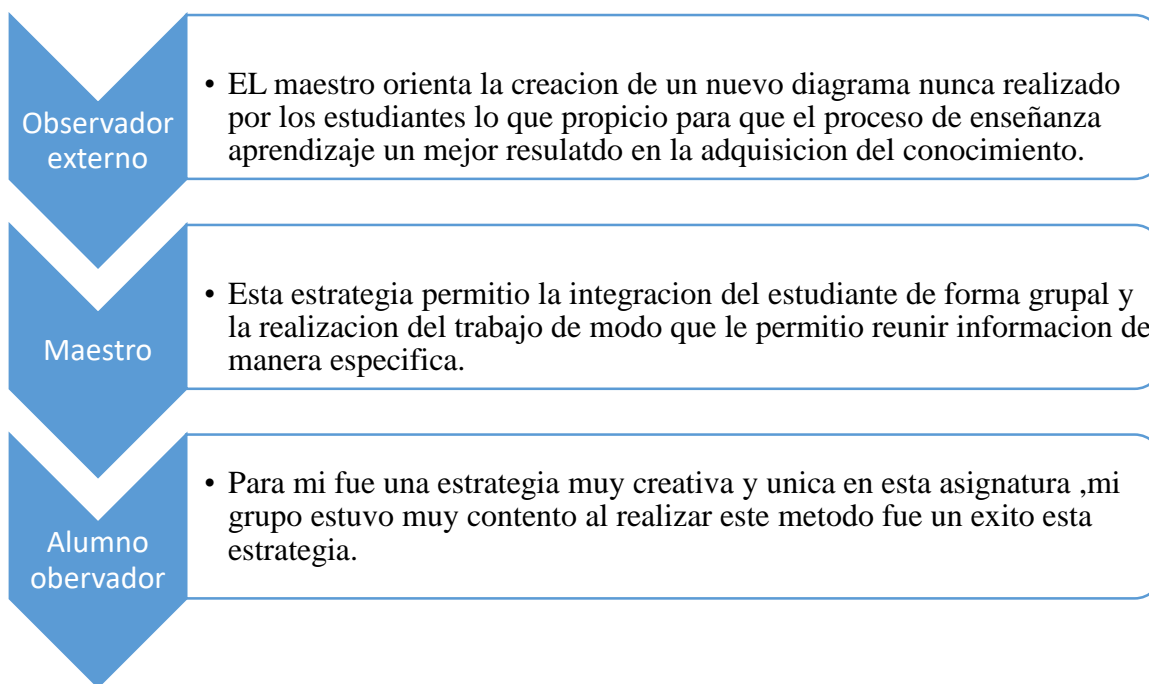 Observador
externo
• EL maestro orienta la creacion de un nuevo diagrama nunca realizado
por los estudiantes lo que propicio para que el proceso de enseñanza
aprendizaje un mejor resulatdo en la adquisicion del conocimiento.
Maestro
• Esta estrategia permitio la integracion del estudiante de forma grupal y
la realizacion del trabajo de modo que le permitio reunir informacion de
manera especifica.
Alumno
obervador
• Para mi fue una estrategia muy creativa y unica en esta asignatura ,mi
grupo estuvo muy contento al realizar este metodo fue un exito esta
estrategia.